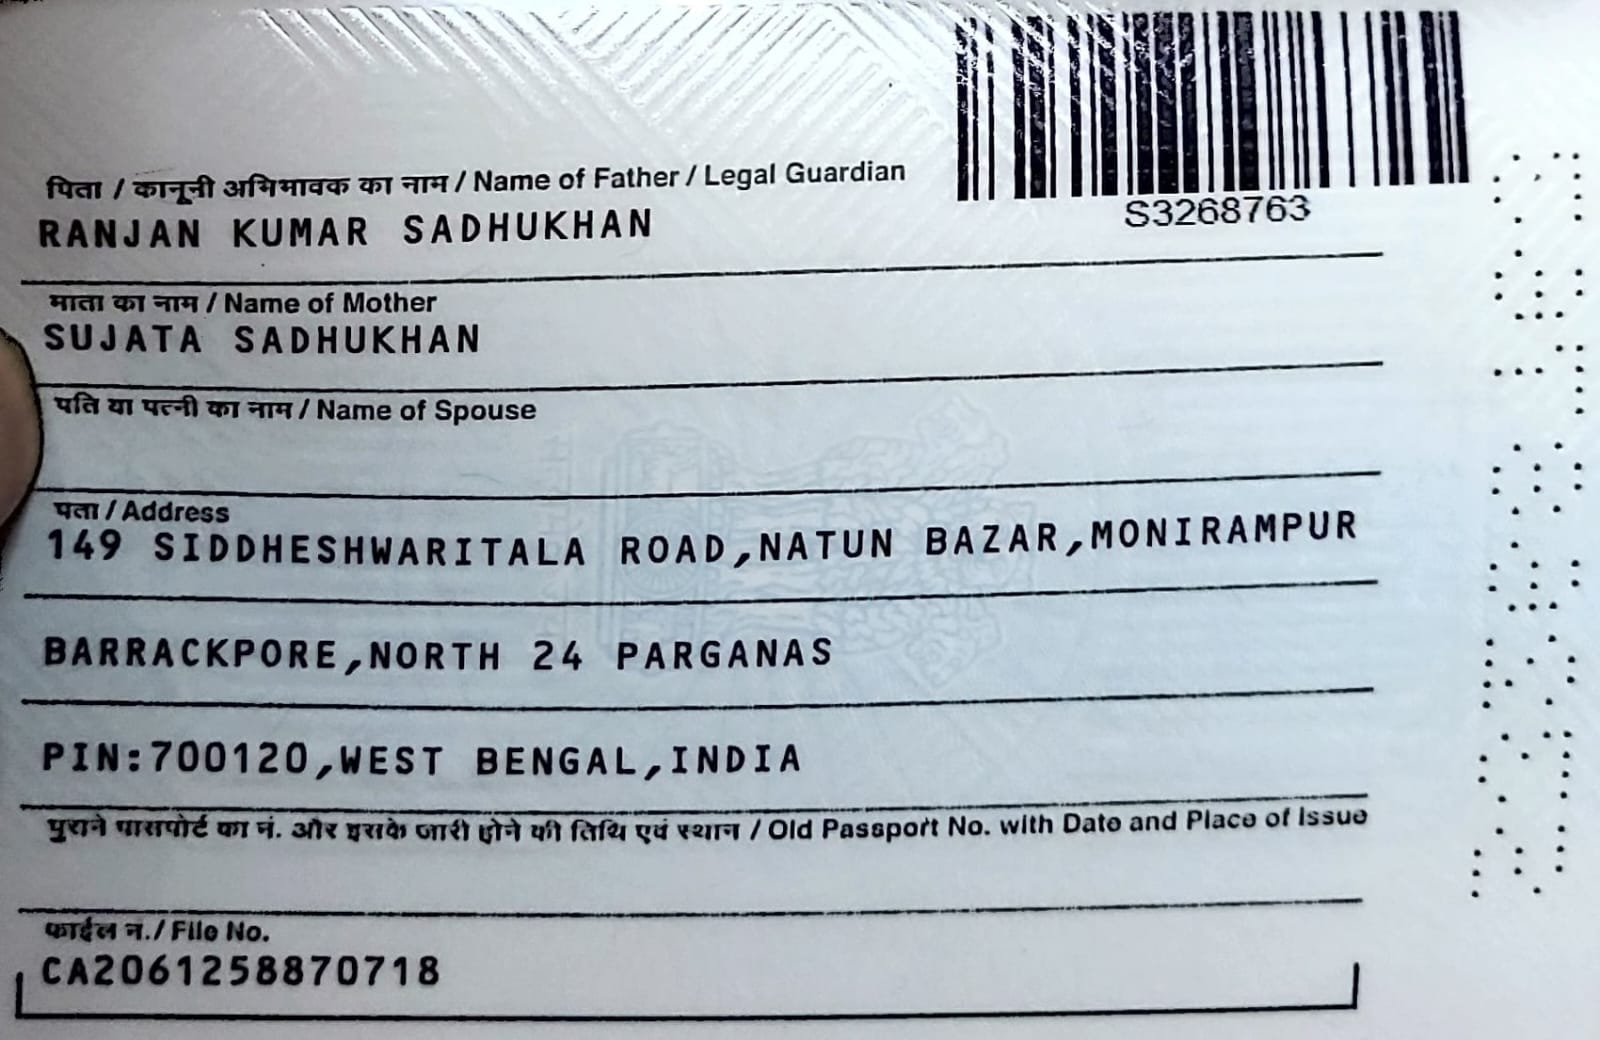 S3268763
पिता / कानूनी अभिभावक का नाम / Name of Father / Legal Guardian
RANJAN KUMAR SADHUKHAN
माता का नाम / Name of Mother
SUJATA SADHUKHAN
पति या पत्नी का नाम / Name of Spouse
पता / Address
149 SIDDHESHWARITALA ROAD,NATUN BAZAR,MONIRAMPUR
BARRACKPORE,NORTH 24 PARGANAS
PIN:700120,WEST BENGAL,INDIA
पुराने पासपोर्ट का नं. और इसके जारी होने की तिथि एवं स्थान / Old Passport No. with Date and Place of Issue
फाईल नं./ File No.
CA2061258870718